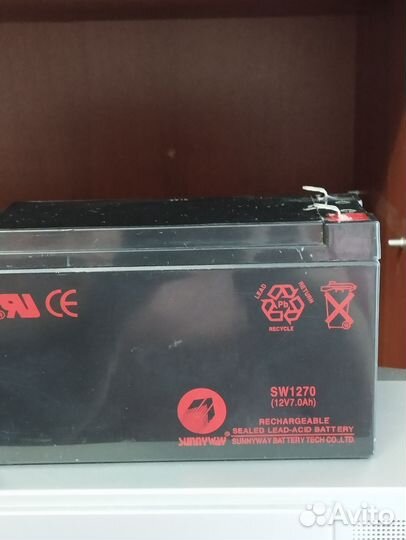 CE
LEAD
RETURN
Pb
RECYCLE
SW1270
(12V7.0Ah)
RECHARGEABLE
SEALED LEAD-ACID BATTERY
SUNNYWAY ® SUNNYWAY BATTERY TECH CO.,LTD.
Avito